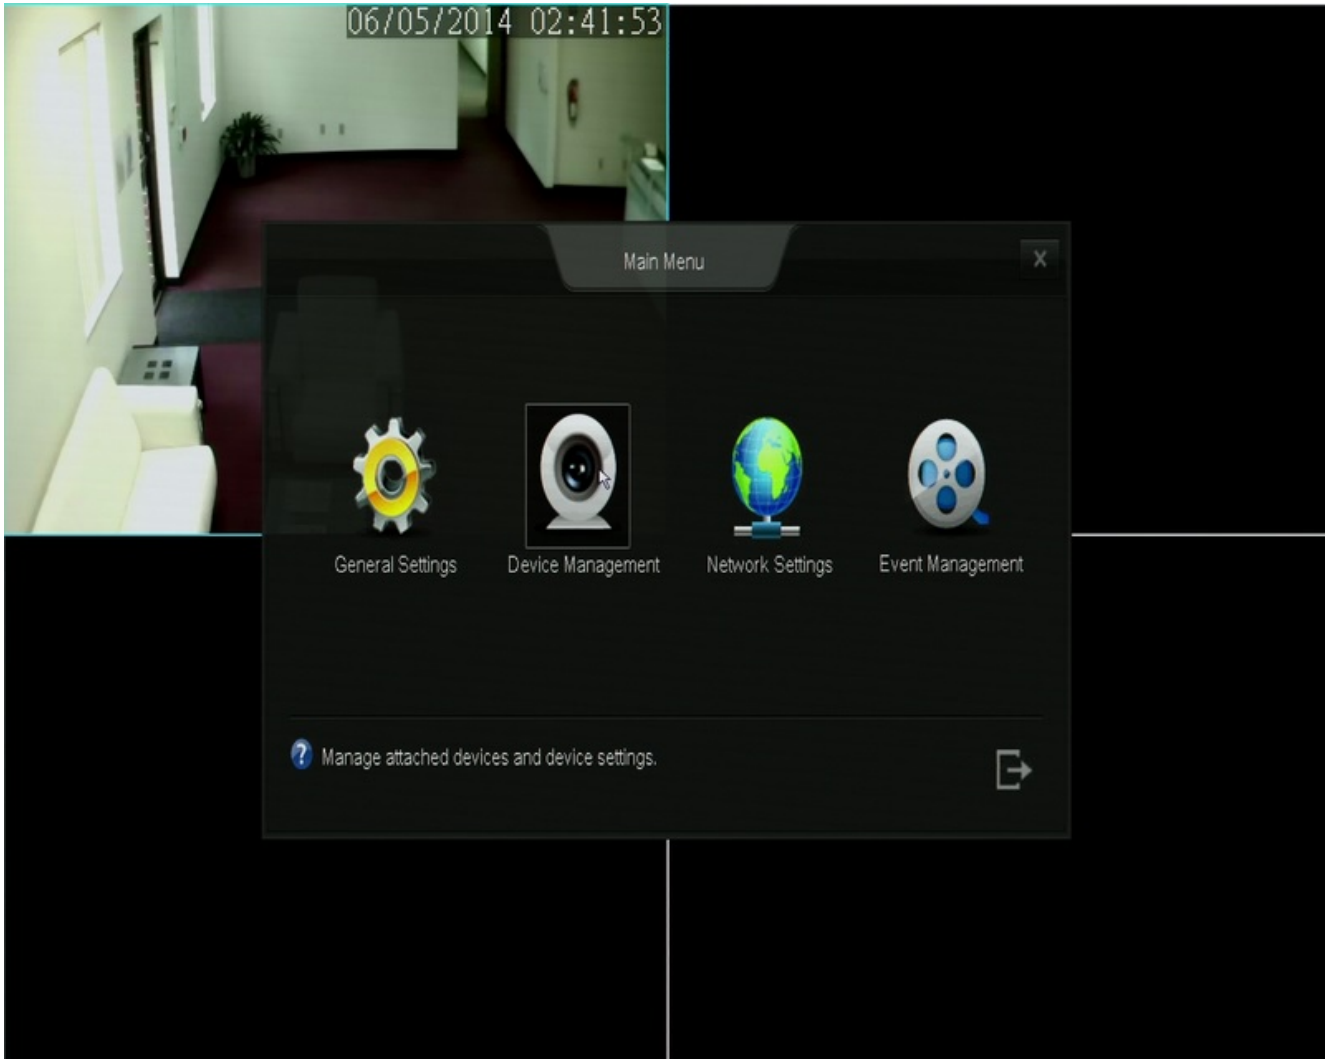 06/05/2014 02:41:53
Main Menu
X
General Settings
Device Management
Network Settings
Event Management
? Manage attached devices and device settings.